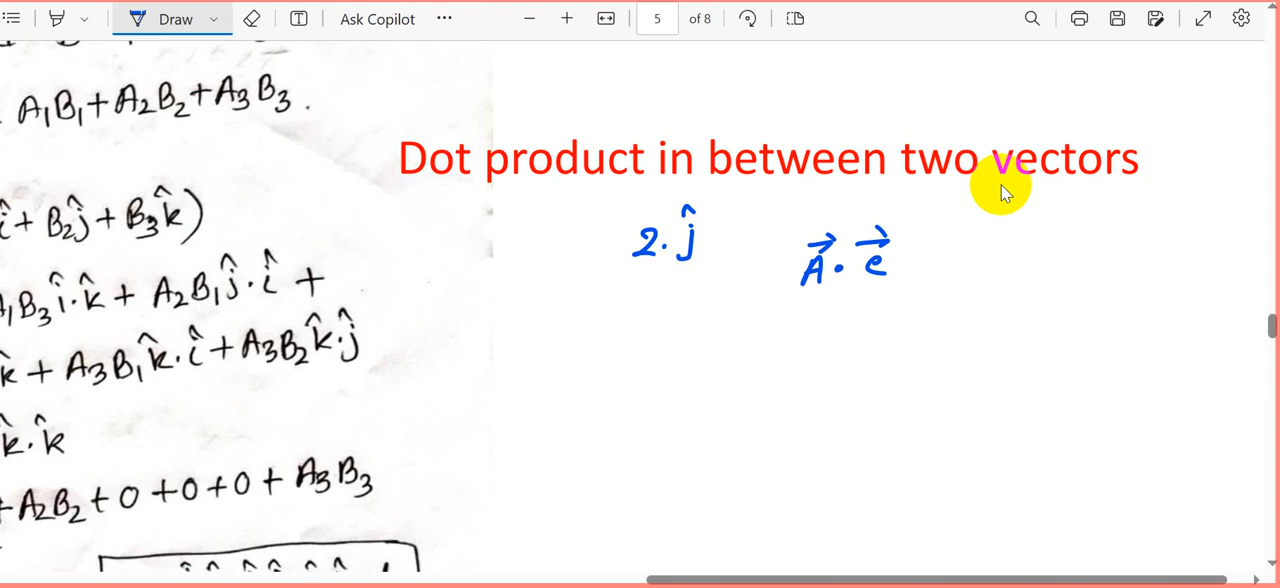 Draw Ask Copilot ... 5 of 8
A₁B₁+A₂B₂+A₃B₃.
Dot product in between two vectors
+ B₂ĵ + B₃k̂)
2. ĵ A⃗ . e⃗
B₃ î.k̂ + A₂B₁ ĵ.î +
+ A₃B₁ k̂.î + A₃B₂ k̂.ĵ
k̂.k̂
+A₂B₂ + 0 + 0 + 0 + A₃B₃